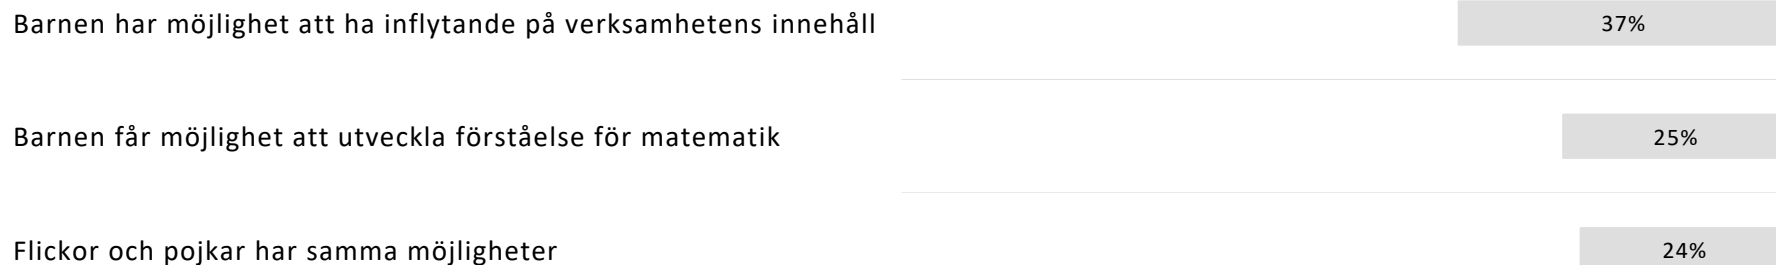 Barnen har möjlighet att ha inflytande på verksamhetens innehåll 37%
Barnen får möjlighet att utveckla förståelse för matematik 25%
Flickor och pojkar har samma möjligheter 24%